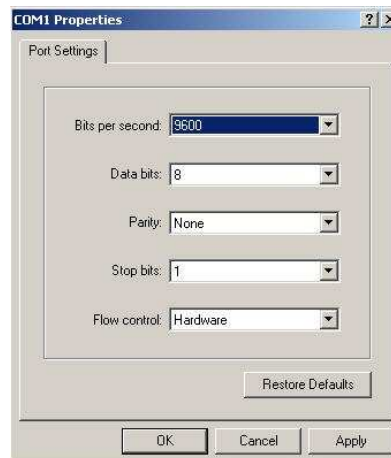 COM1 Properties
Port Settings
Bits per second: 9600
Data bits: 8
Parity: None
Stop bits: 1
Flow control: Hardware
Restore Defaults
OK Cancel Apply